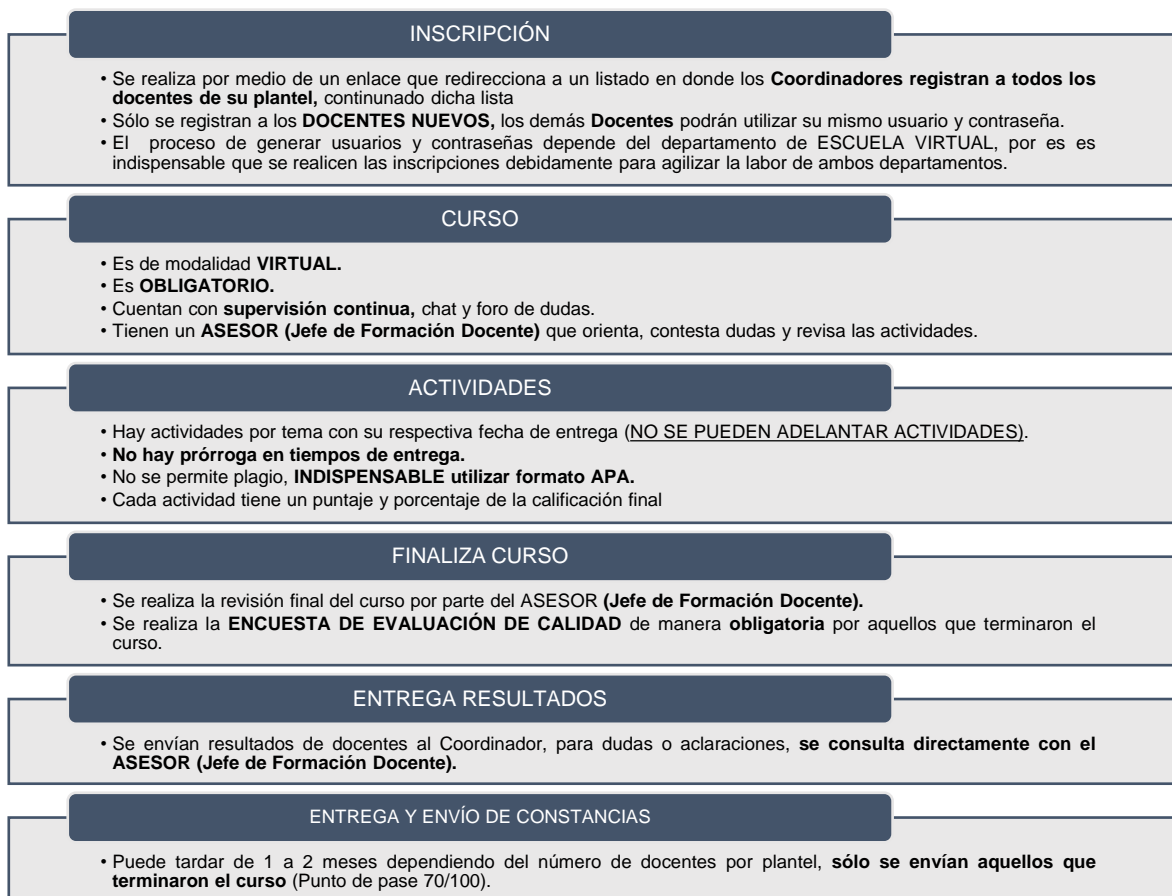 INSCRIPCIÓN
• Se realiza por medio de un enlace que redirecciona a un listado en donde los Coordinadores registran a todos los
docentes de su plantel, continunado dicha lista
• Sólo se registran a los DOCENTES NUEVOS, los demás Docentes podrán utilizar su mismo usuario y contraseña.
• El proceso de generar usuarios y contraseñas depende del departamento de ESCUELA VIRTUAL, por es es
indispensable que se realicen las inscripciones debidamente para agilizar la labor de ambos departamentos.
CURSO
• Es de modalidad VIRTUAL.
• Es OBLIGATORIO.
• Cuentan con supervisión continua, chat y foro de dudas.
• Tienen un ASESOR (Jefe de Formación Docente) que orienta, contesta dudas y revisa las actividades.
ACTIVIDADES
• Hay actividades por tema con su respectiva fecha de entrega (NO SE PUEDEN ADELANTAR ACTIVIDADES).
• No hay prórroga en tiempos de entrega.
• No se permite plagio, INDISPENSABLE utilizar formato APA.
• Cada actividad tiene un puntaje y porcentaje de la calificación final
FINALIZA CURSO
• Se realiza la revisión final del curso por parte del ASESOR (Jefe de Formación Docente).
• Se realiza la ENCUESTA DE EVALUACIÓN DE CALIDAD de manera obligatoria por aquellos que terminaron el
curso.
ENTREGA RESULTADOS
• Se envían resultados de docentes al Coordinador, para dudas o aclaraciones, se consulta directamente con el
ASESOR (Jefe de Formación Docente).
ENTREGA Y ENVÍO DE CONSTANCIAS
• Puede tardar de 1 a 2 meses dependiendo del número de docentes por plantel, sólo se envían aquellos que
terminaron el curso (Punto de pase 70/100).